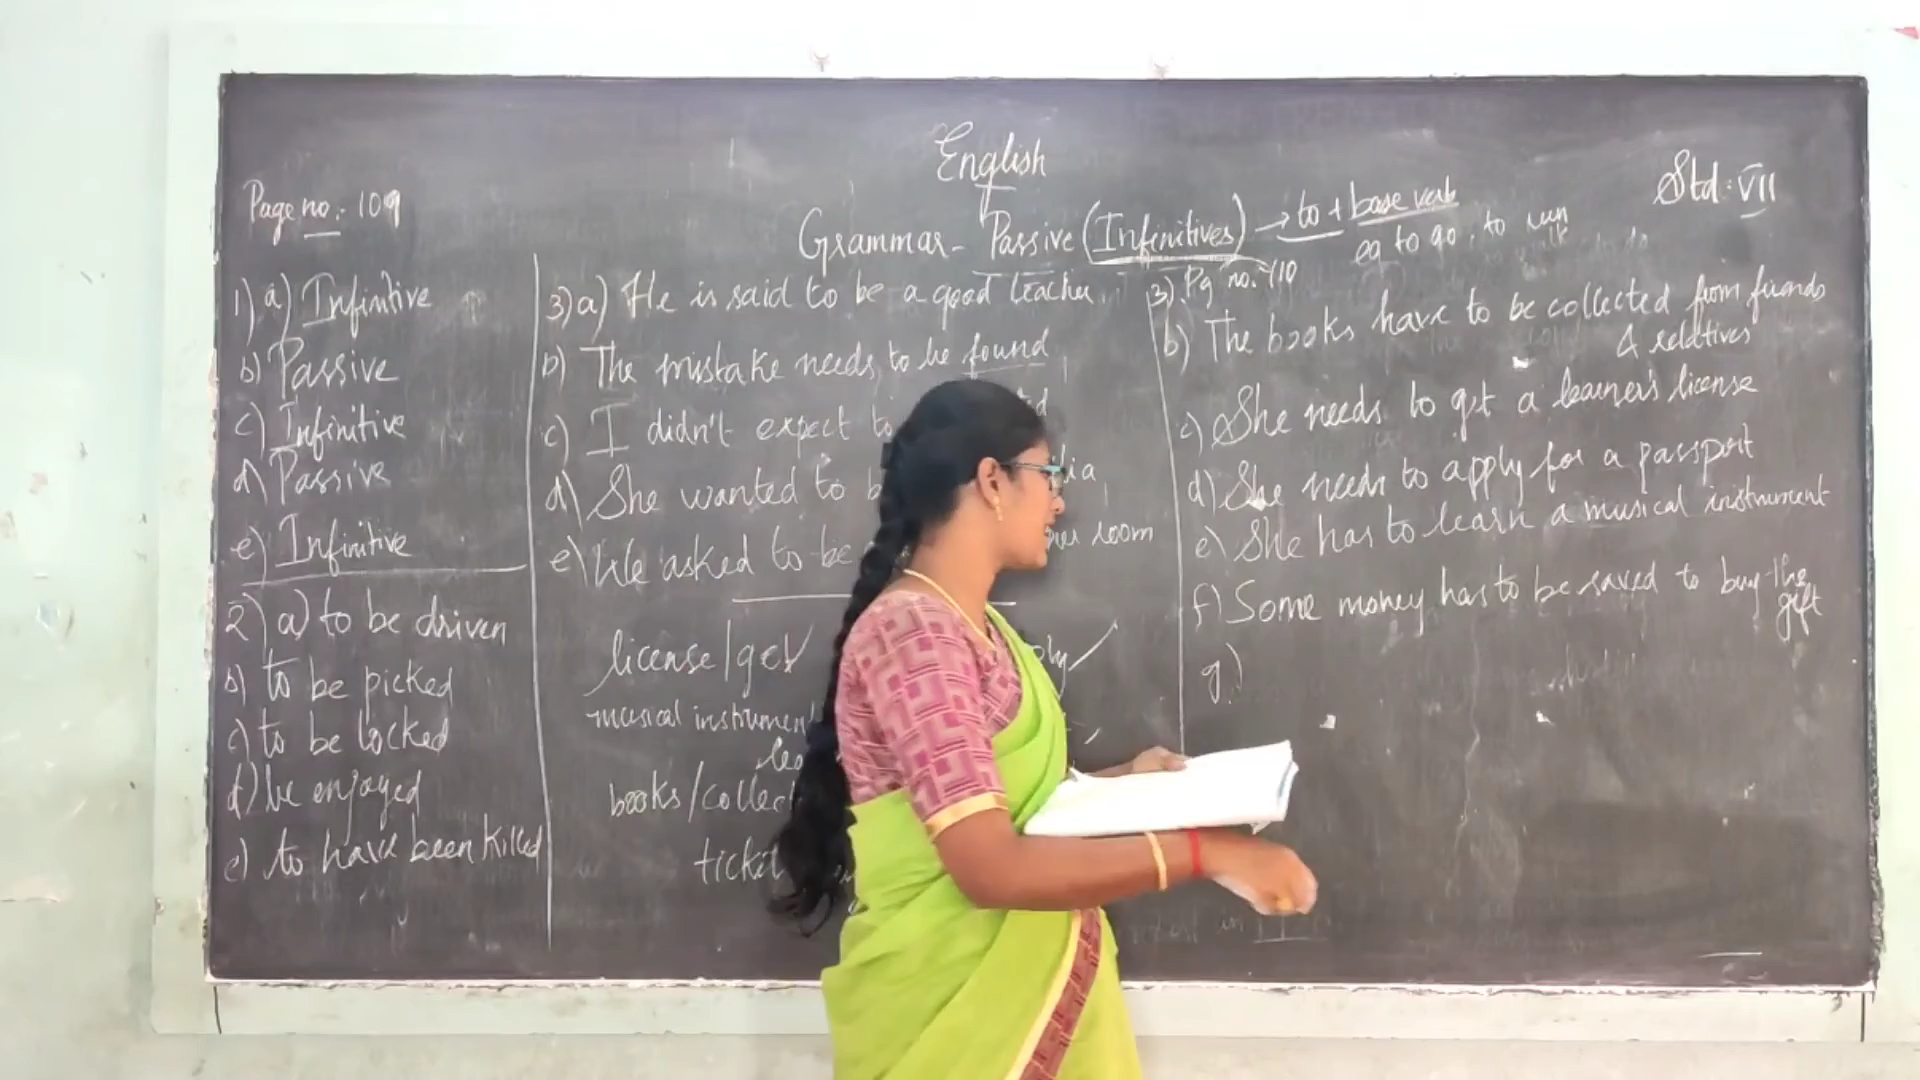 English
Std: VII
Page no:- 109
Grammar - Passive (Infinitives) → to + base verb
eg to go, to run
walk
1) a) Infinitive
b) Passive
c) Infinitive
d) Passive
e) Infinitive
2) a) to be driven
b) to be picked
c) to be locked
d) be enjoyed
e) to have been killed
3) a) He is said to be a good teacher
b) The mistake needs to be found
c) I didn't expect to
d) She wanted to b
e) We asked to be room
license/get
musical instrument
books/collec
ticket
3). Pg no:-110
b) The books have to be collected from friends
& relatives
c) She needs to get a learner's license
d) She needs to apply for a passport
e) She has to learn a musical instrument
f) Some money has to be saved to buy the
gift
g)